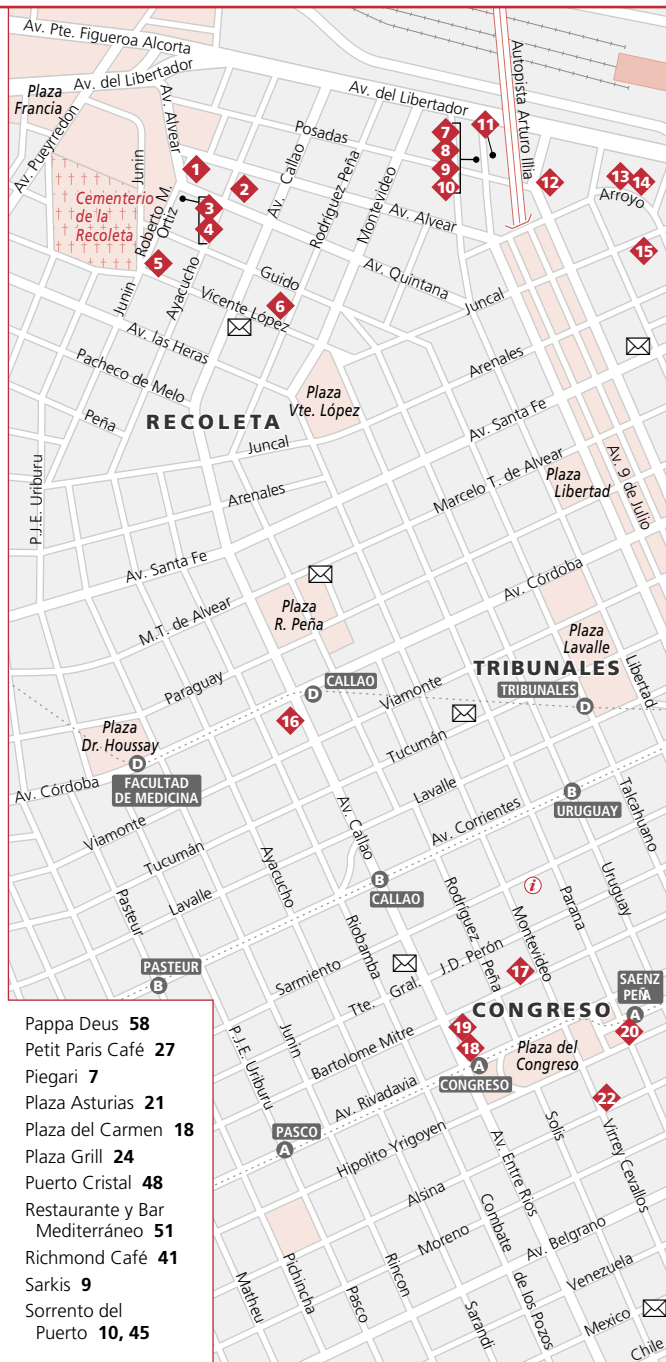 Av. Pte. Figueroa Alcorta
Av. del Libertador
Plaza
Francia
Av. Pueyrredon
Av. Alvear
Junin
Av. del Libertador
Posadas
Autopista Arturo Illia
7
8
9
10
11
12
13
14
Arroyo
15
1
2
3
4
Cementerio
de la
Recoleta
Roberto M.
Ortiz
Av. Callao
Rodríguez Peña
Montevideo
Av. Alvear
Av. Quintana
5
Junin
Ayacucho
Guido
6
Vicente López
Juncal
Av. las Heras
Arenales
Pacheco de Melo
Plaza
Vte. López
Peña
RECOLETA
Av. Santa Fe
Juncal
Marcelo T. de Alvear
Plaza
Libertad
Av. 9 de Julio
P.J.E. Uriburu
Arenales
Av. Santa Fe
Av. Córdoba
Plaza
R. Peña
M.T. de Alvear
Plaza
Lavalle
Paraguay
CALLAO
D
TRIBUNALES
TRIBUNALES
D
Libertad
Viamonte
16
Plaza
Dr. Houssay
D
FACULTAD
DE MEDICINA
Tucumán
Av. Córdoba
Lavalle
B
URUGUAY
Talcahuano
Viamonte
Av. Callao
Av. Corrientes
Tucumán
Ayacucho
Lavalle
B
CALLAO
Pasteur
Riobamba
Rodríguez
Peña
i
Montevideo
Parana
Uruguay
PASTEUR
B
Sarmiento
Tte. Gral. J.D. Perón
17
SAENZ
PEÑA
A
CONGRESO
20
P.J.E. Uriburu
Junin
Bartolome Mitre
19
18
A
CONGRESO
Plaza del
Congreso
Av. Rivadavia
PASCO
A
22
Hipolito Yrigoyen
Solís
Virrey Cevallos
Alsina
Av. Entre Rios
Moreno
Combate
de los Pozos
Av. Belgrano
Venezuela
Matheu
Pichincha
Pasco
Rincon
Sarandi
Mexico
Chile
Pappa Deus 58
Petit Paris Café 27
Piegari 7
Plaza Asturias 21
Plaza del Carmen 18
Plaza Grill 24
Puerto Cristal 48
Restaurante y Bar
Mediterráneo 51
Richmond Café 41
Sarkis 9
Sorrento del
Puerto 10, 45